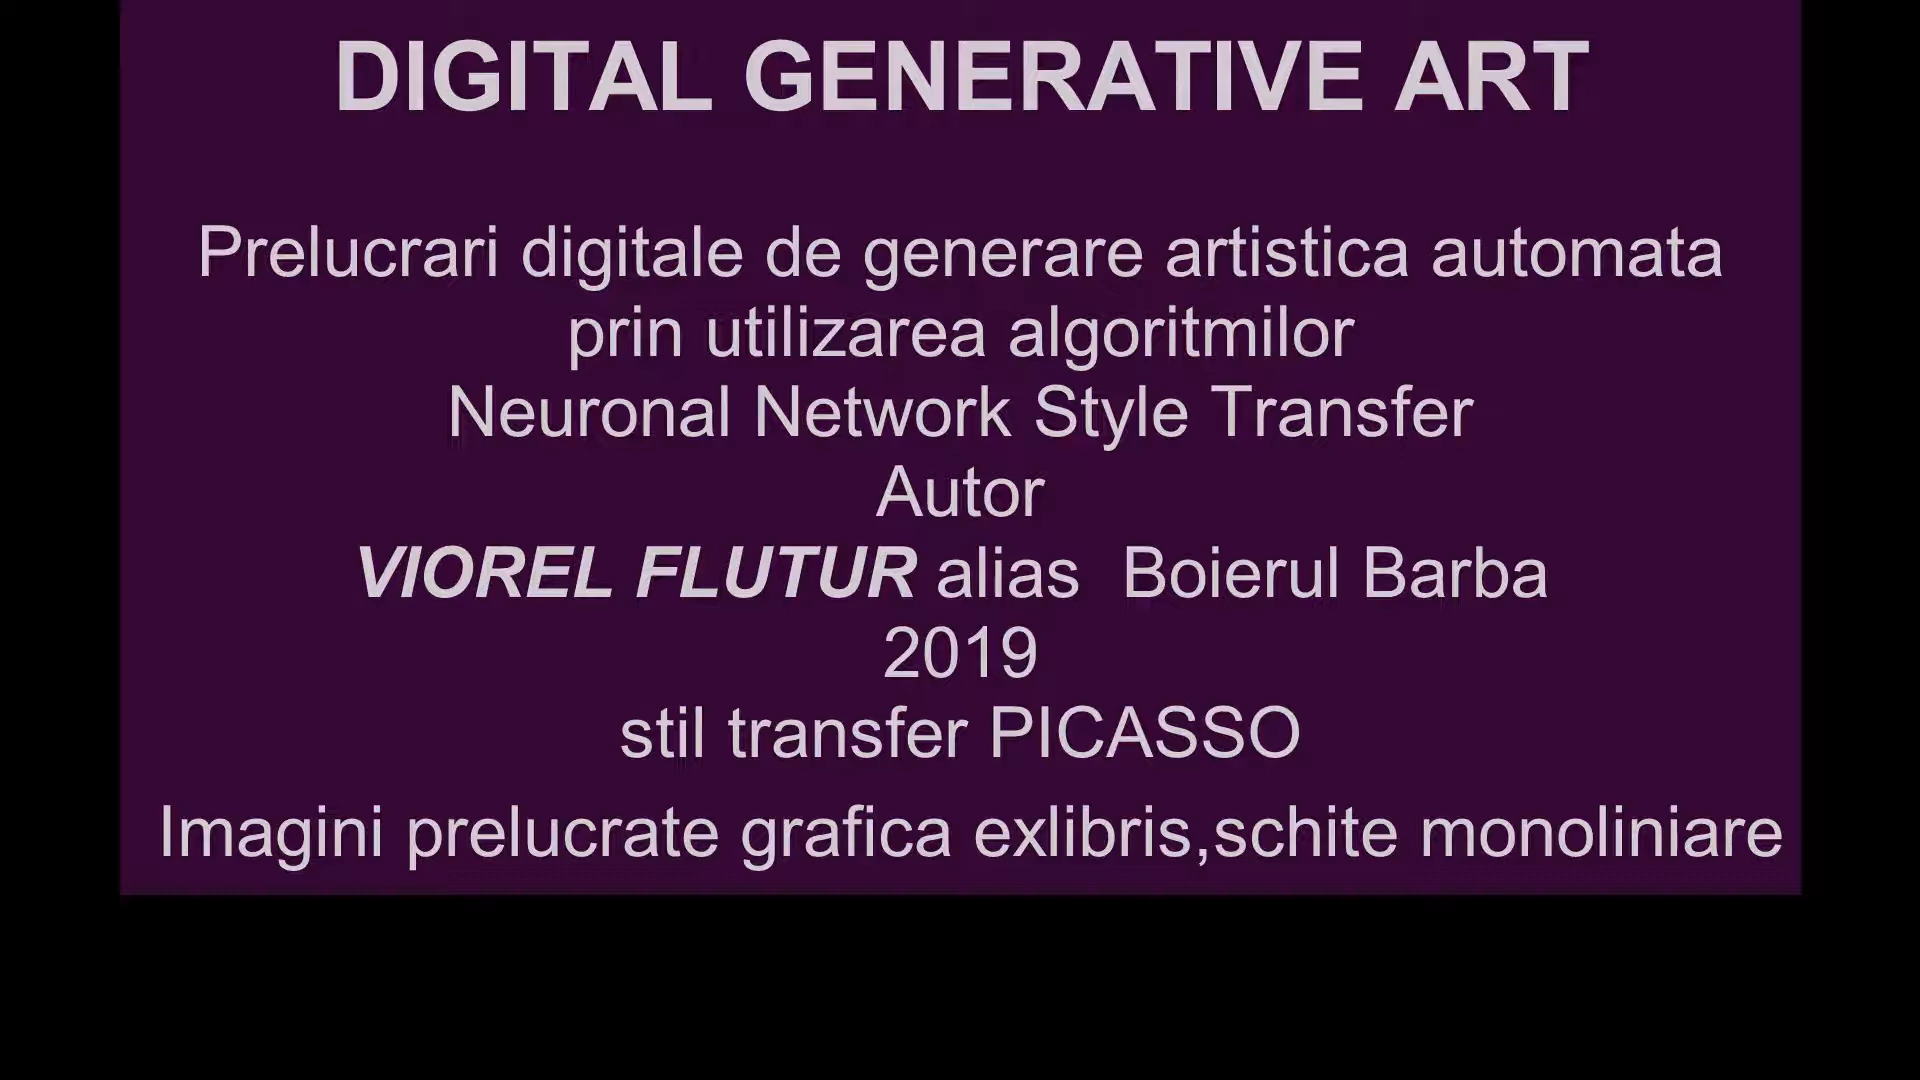 DIGITAL GENERATIVE ART
Prelucrari digitale de generare artistica automata
prin utilizarea algoritmilor
Neuronal Network Style Transfer
Autor
VIOREL FLUTUR alias  Boierul Barba
2019
stil transfer PICASSO
Imagini prelucrate grafica exlibris,schite monoliniare